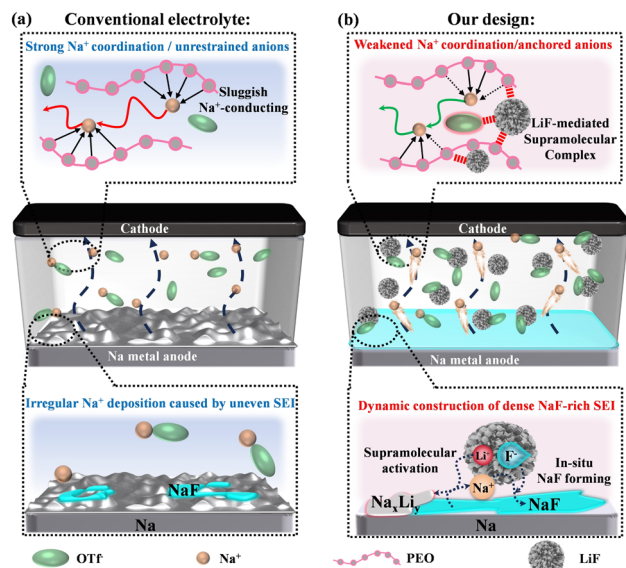 (a) Conventional electrolyte:
Strong Na⁺ coordination / unrestrained anions
Sluggish
Na⁺-conducting
Cathode
Na metal anode
Irregular Na⁺ deposition caused by uneven SEI
NaF
Na
(b) Our design:
Weakened Na⁺ coordination/anchored anions
LiF-mediated
Supramolecular
Complex
Cathode
Na metal anode
Dynamic construction of dense NaF-rich SEI
Supramolecular
activation
Li⁺
F⁻
In-situ
NaF forming
Na⁺
NaₓLiᵧ
NaF
Na
OTf⁻
Na⁺
PEO
LiF